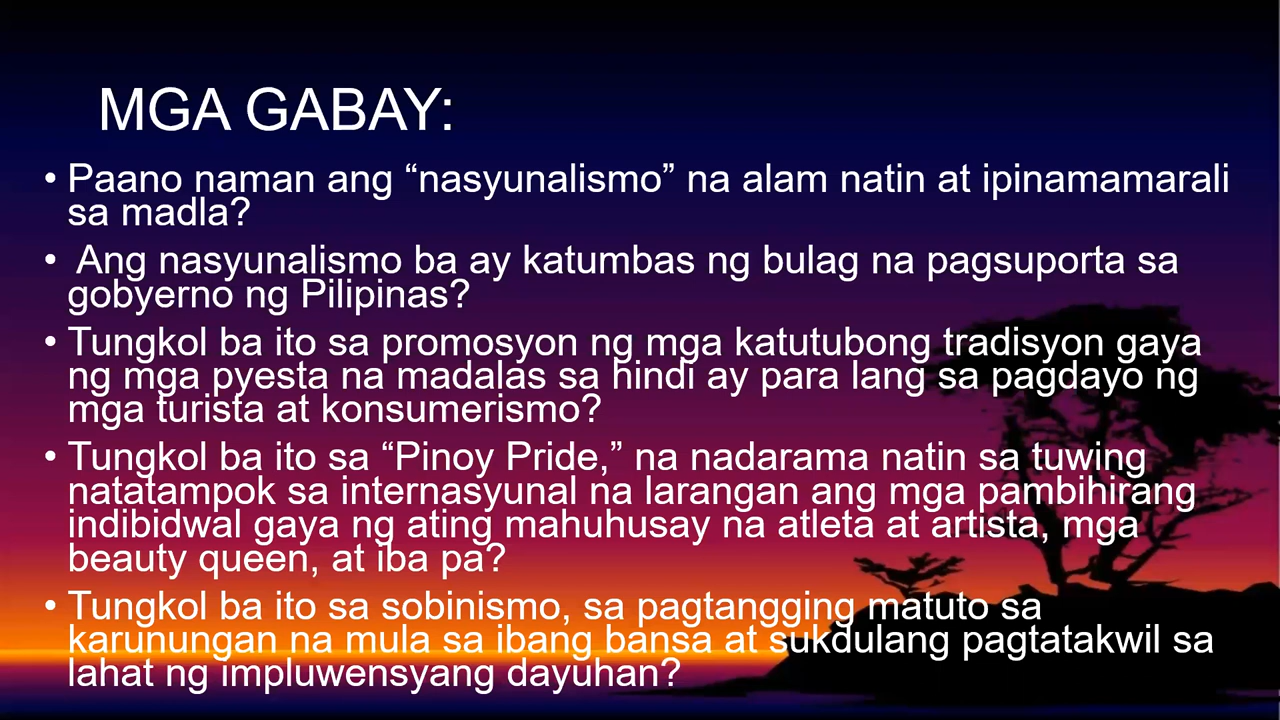 MGA GABAY:
• Paano naman ang “nasyunalismo” na alam natin at ipinamamarali
sa madla?
• Ang nasyunalismo ba ay katumbas ng bulag na pagsuporta sa
gobyerno ng Pilipinas?
• Tungkol ba ito sa promosyon ng mga katutubong tradisyon gaya
ng mga pyesta na madalas sa hindi ay para lang sa pagdayo ng
mga turista at konsumerismo?
• Tungkol ba ito sa “Pinoy Pride,” na nadarama natin sa tuwing
natatampok sa internasyunal na larangan ang mga pambihirang
indibidwal gaya ng ating mahuhusay na atleta at artista, mga
beauty queen, at iba pa?
• Tungkol ba ito sa sobinismo, sa pagtangging matuto sa
karunungan na mula sa ibang bansa at sukdulang pagtatakwil sa
lahat ng impluwensyang dayuhan?